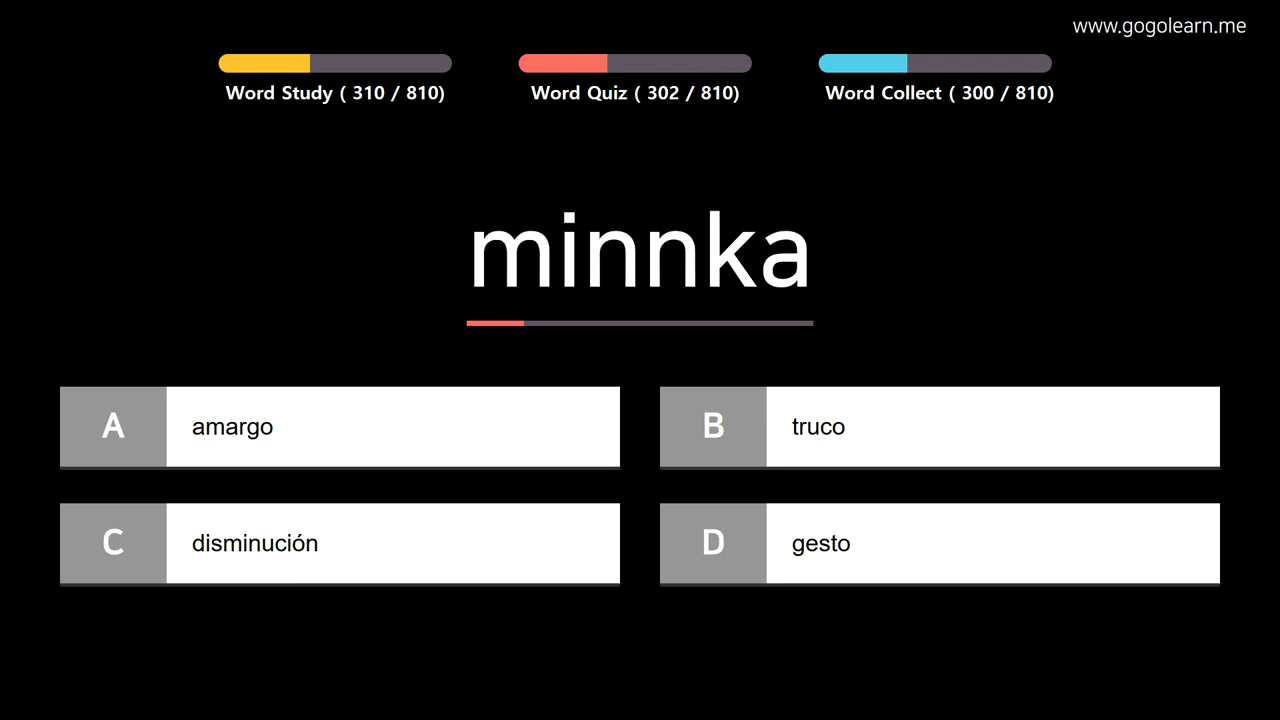 www.gogolearn.me
Word Study ( 310 / 810)
Word Quiz ( 302 / 810)
Word Collect ( 300 / 810)
minnka
A amargo
B truco
C disminución
D gesto